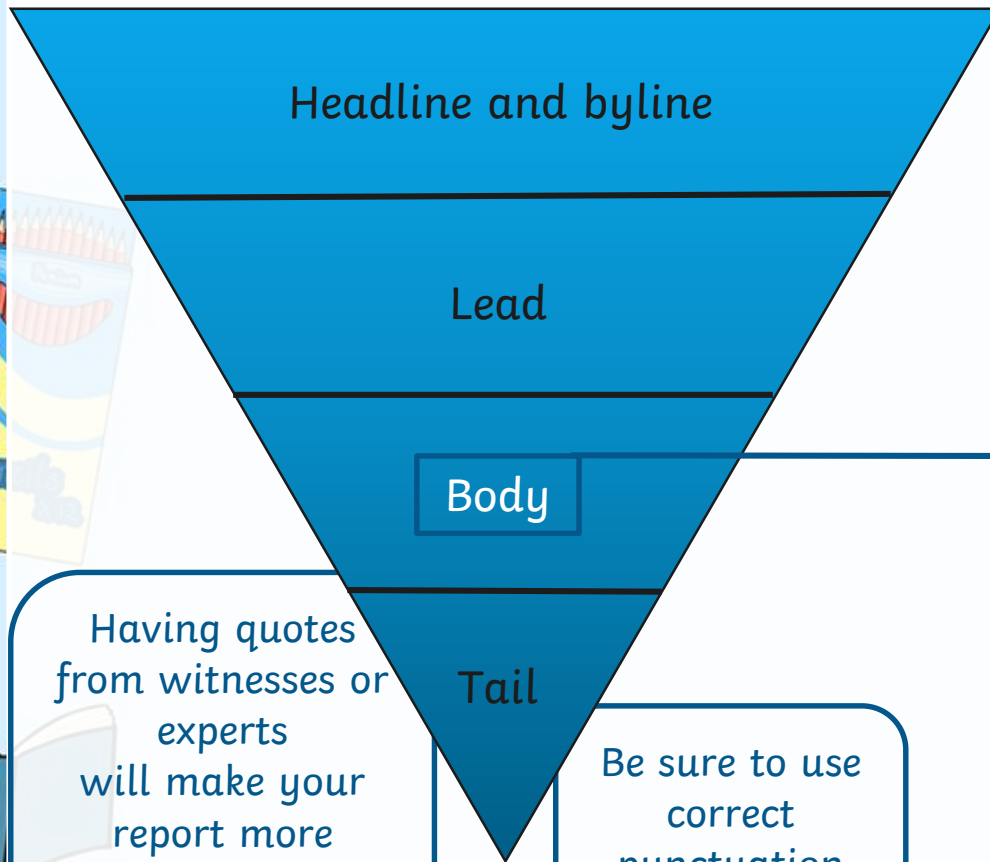 Headline and byline
Lead
Body
Tail
Having quotes
from witnesses or
experts
will make your
report more
Be sure to use
correct
punctuation